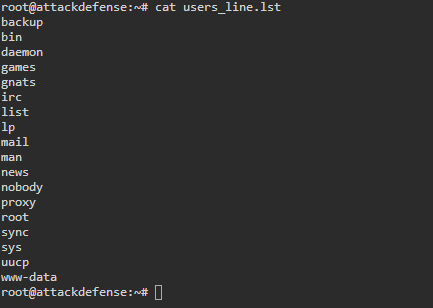 root@attackdefense:~# cat users_line.lst
backup
bin
daemon
games
gnats
irc
list
lp
mail
man
news
nobody
proxy
root
sync
sys
uucp
www-data
root@attackdefense:~#